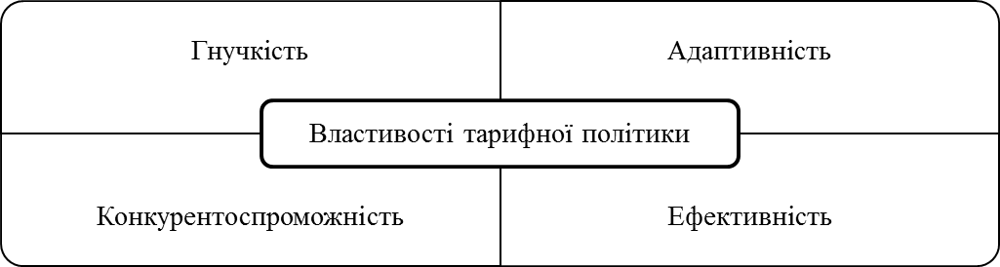 Гнучкість
Адаптивність
Властивості тарифної політики
Конкурентоспроможність
Ефективність